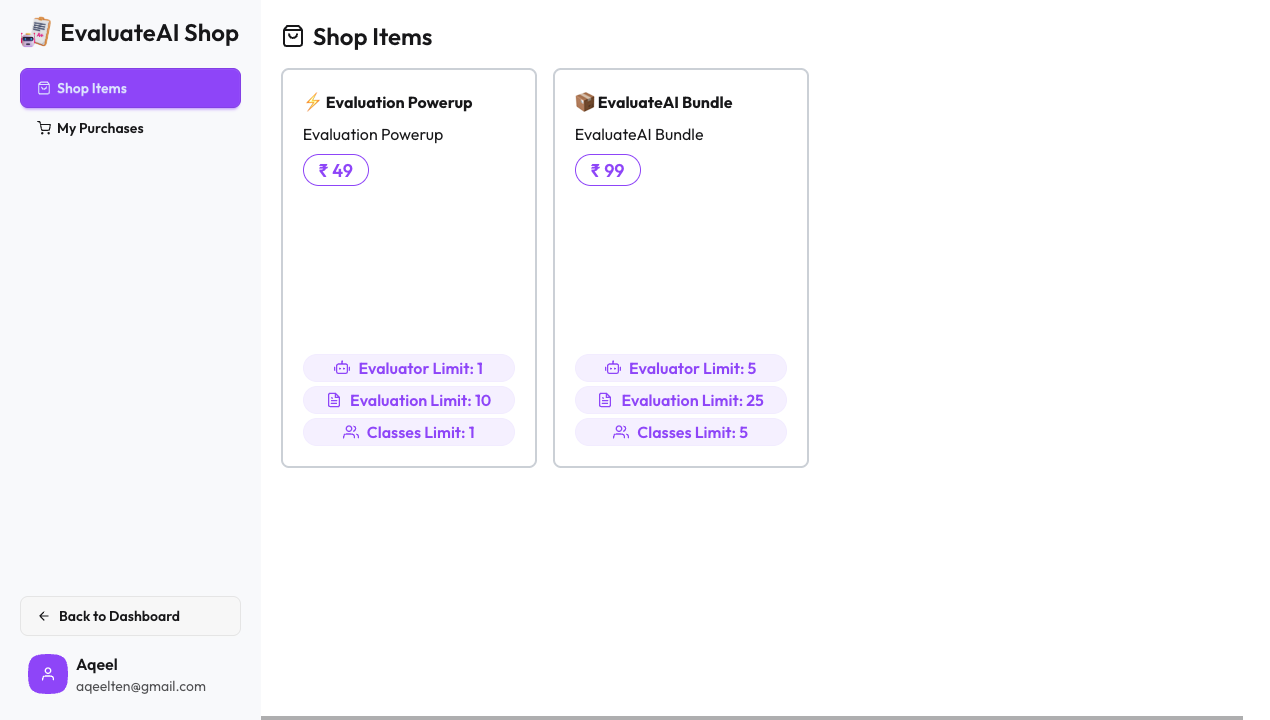 EvaluateAI Shop
Shop Items
My Purchases
Back to Dashboard
Aqeel
aqeelten@gmail.com
Shop Items
Evaluation Powerup
Evaluation Powerup
₹ 49
Evaluator Limit: 1
Evaluation Limit: 10
Classes Limit: 1
EvaluateAI Bundle
EvaluateAI Bundle
₹ 99
Evaluator Limit: 5
Evaluation Limit: 25
Classes Limit: 5